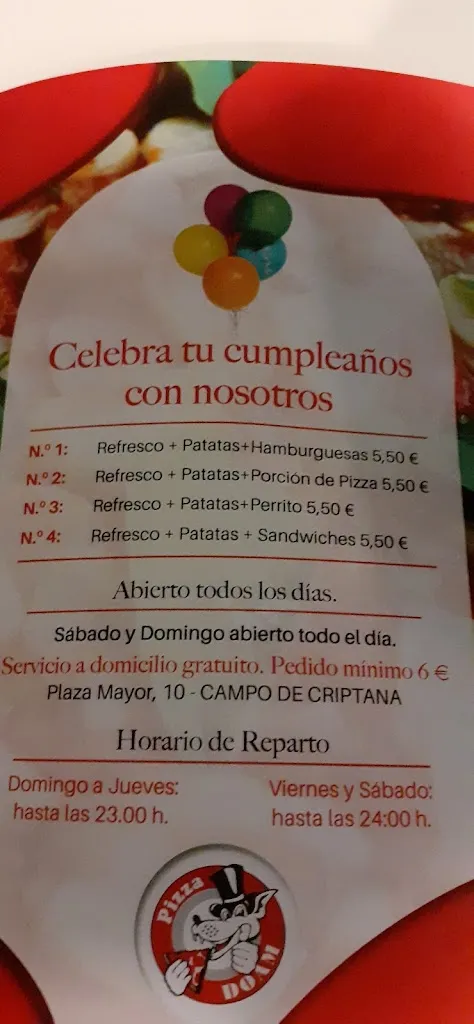 Celebra tu cumpleaños
con nosotros
N.º 1: Refresco + Patatas+Hamburguesas 5,50 €
N.º 2: Refresco + Patatas+Porción de Pizza 5,50 €
N.º 3: Refresco + Patatas+Perrito 5,50 €
N.º 4: Refresco + Patatas + Sandwiches 5,50 €
Abierto todos los días.
Sábado y Domingo abierto todo el día.
Servicio a domicilio gratuito. Pedido mínimo 6 €
Plaza Mayor, 10 - CAMPO DE CRIPTANA
Horario de Reparto
Domingo a Jueves:
hasta las 23.00 h.
Viernes y Sábado:
hasta las 24:00 h.
Pizza
DOAM